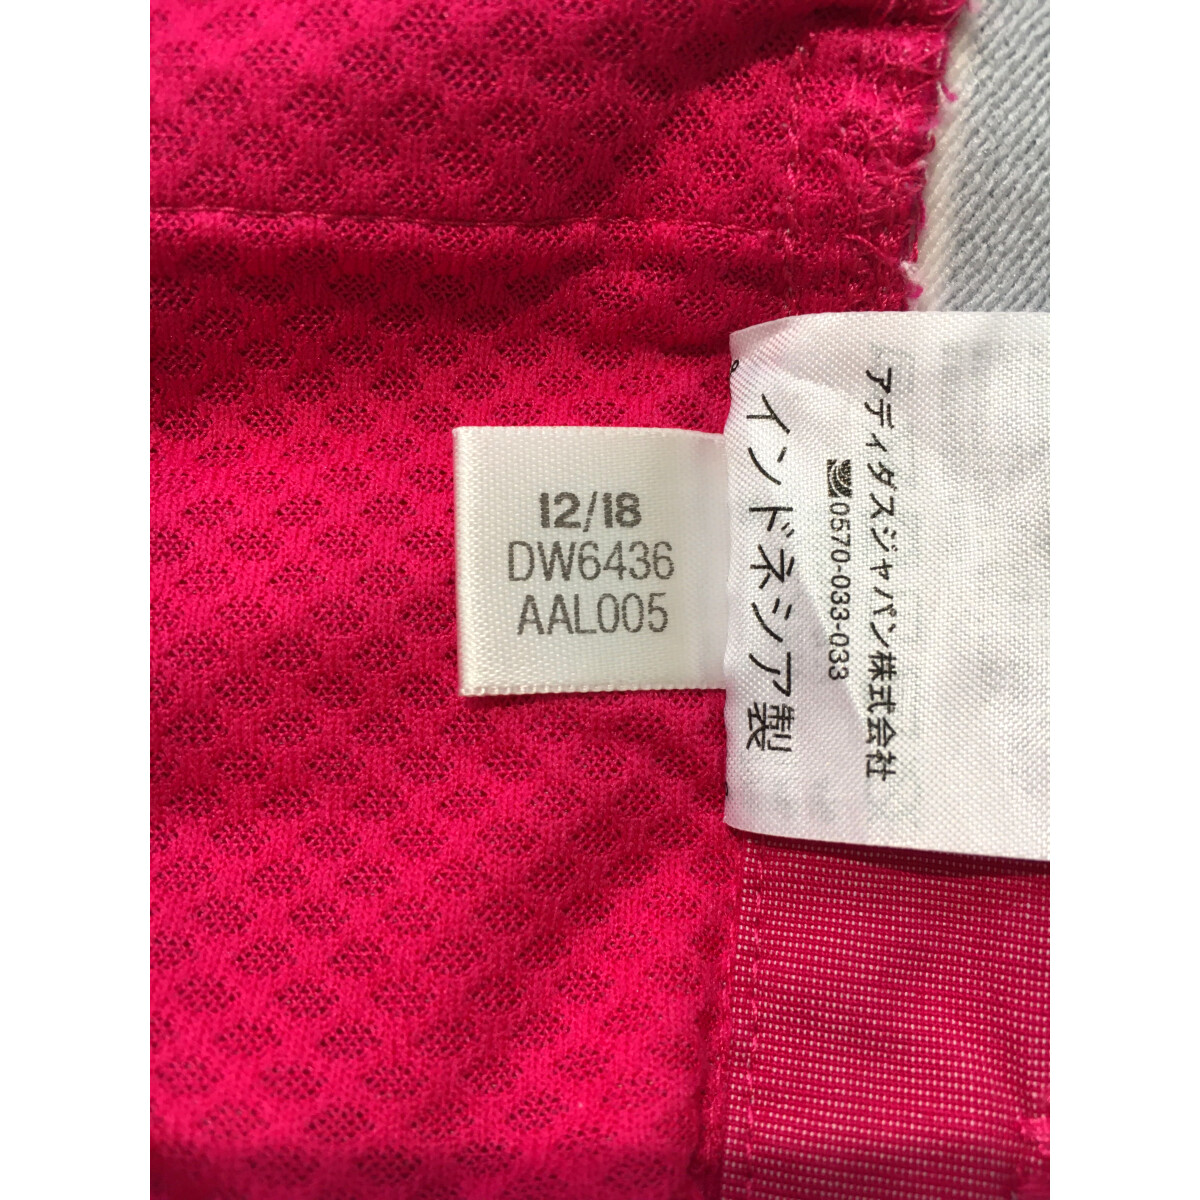 12/18
DW6436
AAL005
アディダスジャパン株式会社
0570-033-033
インドネシア製